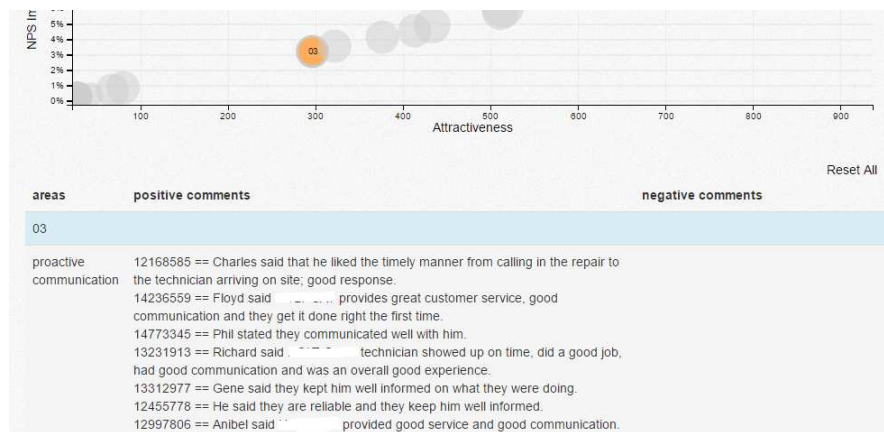 NPS Im
5%
4%
3%
2%
1%
0%
03
100 200 300 400 500 600 700 800 900
Attractiveness
Reset All
areas positive comments negative comments
03
proactive communication
12168585 == Charles said that he liked the timely manner from calling in the repair to
the technician arriving on site; good response.
14236559 == Floyd said provides great customer service, good
communication and they get it done right the first time.
14773345 == Phil stated they communicated well with him.
13231913 == Richard said technician showed up on time, did a good job,
had good communication and was an overall good experience.
13312977 == Gene said they kept him well informed on what they were doing.
12455778 == He said they are reliable and they keep him well informed.
12997806 == Anibel said provided good service and good communication.